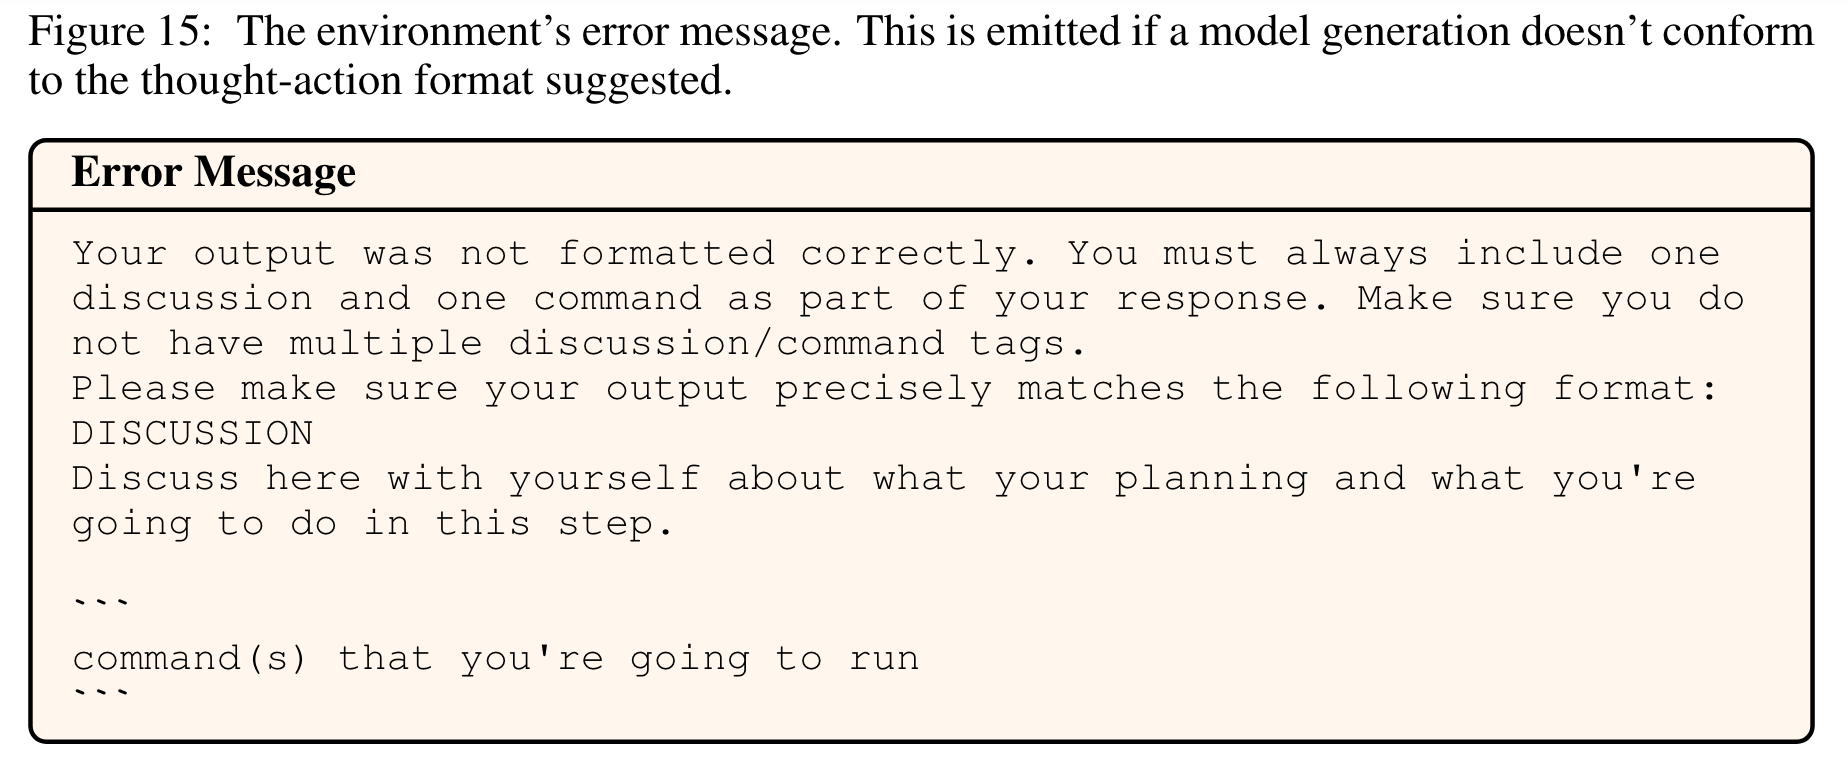 Figure 15: The environment’s error message. This is emitted if a model generation doesn’t conform
to the thought-action format suggested.
Error Message
Your output was not formatted correctly. You must always include one
discussion and one command as part of your response. Make sure you do
not have multiple discussion/command tags.
Please make sure your output precisely matches the following format:
DISCUSSION
Discuss here with yourself about what your planning and what you're
going to do in this step.
```
command(s) that you're going to run
```